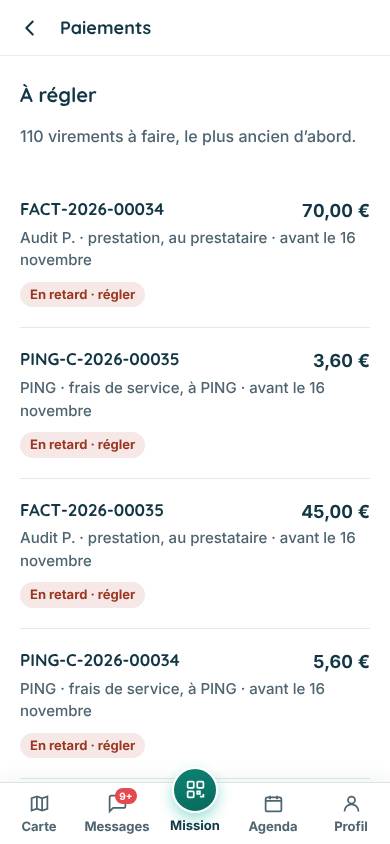 Paiements
À régler
110 virements à faire, le plus ancien d’abord.
FACT-2026-00034
70,00 €
Audit P. · prestation, au prestataire · avant le 16
novembre
En retard · régler
PING-C-2026-00035
3,60 €
PING · frais de service, à PING · avant le 16
novembre
En retard · régler
FACT-2026-00035
45,00 €
Audit P. · prestation, au prestataire · avant le 16
novembre
En retard · régler
PING-C-2026-00034
5,60 €
PING · frais de service, à PING · avant le 16
novembre
En retard · régler
9+
Carte
Messages
Mission
Agenda
Profil